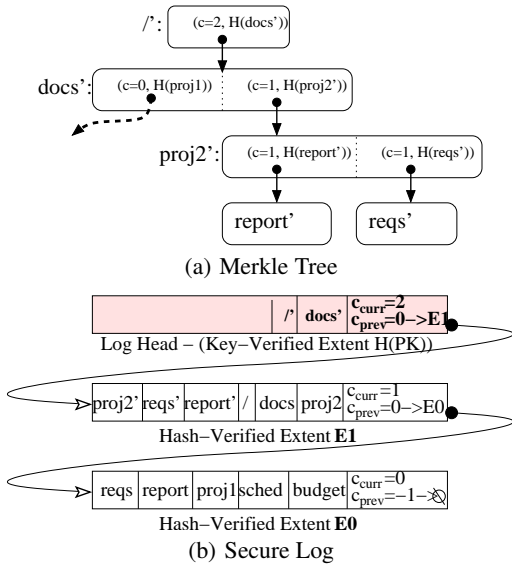 /’: (c=2, H(docs’))
docs’: (c=0, H(proj1)) (c=1, H(proj2’))
proj2’: (c=1, H(report’)) (c=1, H(reqs’))
report’ reqs’
(a) Merkle Tree
/’ docs’ c_curr=2
c_prev=0->E1
Log Head – (Key–Verified Extent H(PK))
proj2’ reqs’ report’ / docs proj2 c_curr=1
c_prev=0->E0
Hash–Verified Extent E1
reqs report proj1 sched budget c_curr=0
c_prev=-1->
Hash–Verified Extent E0
(b) Secure Log